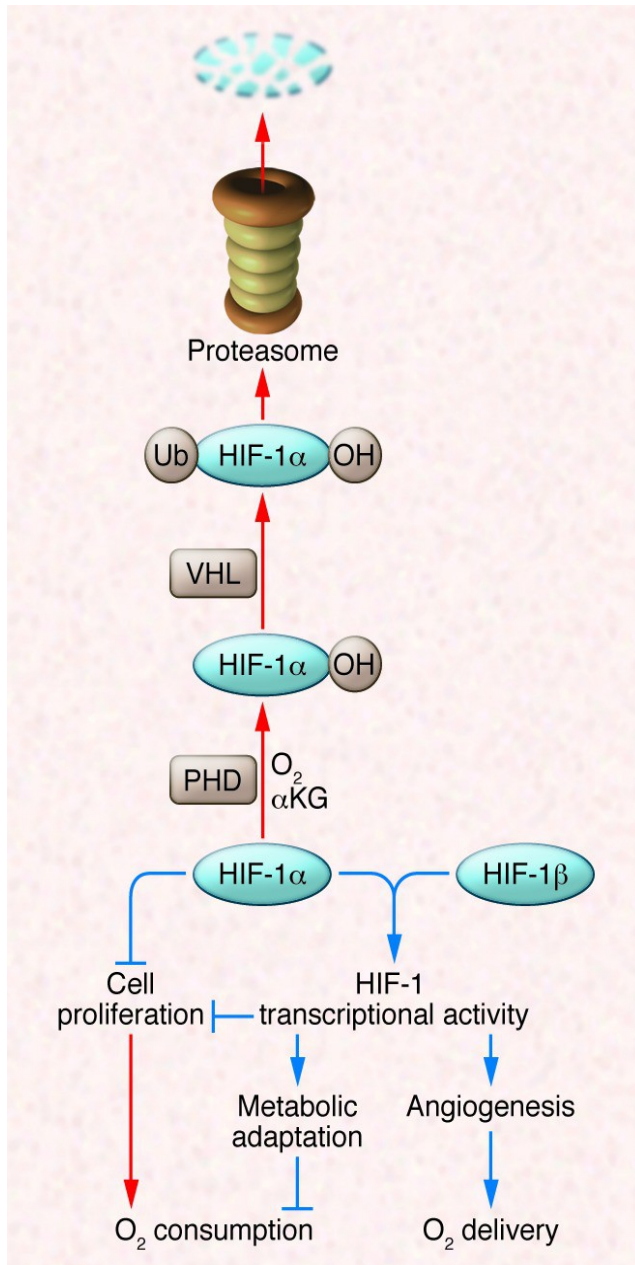 Proteasome
Ub HIF-1α OH
VHL
HIF-1α OH
PHD O₂
αKG
HIF-1α HIF-1β
Cell HIF-1
proliferation transcriptional activity
Metabolic Angiogenesis
adaptation
O₂ consumption O₂ delivery